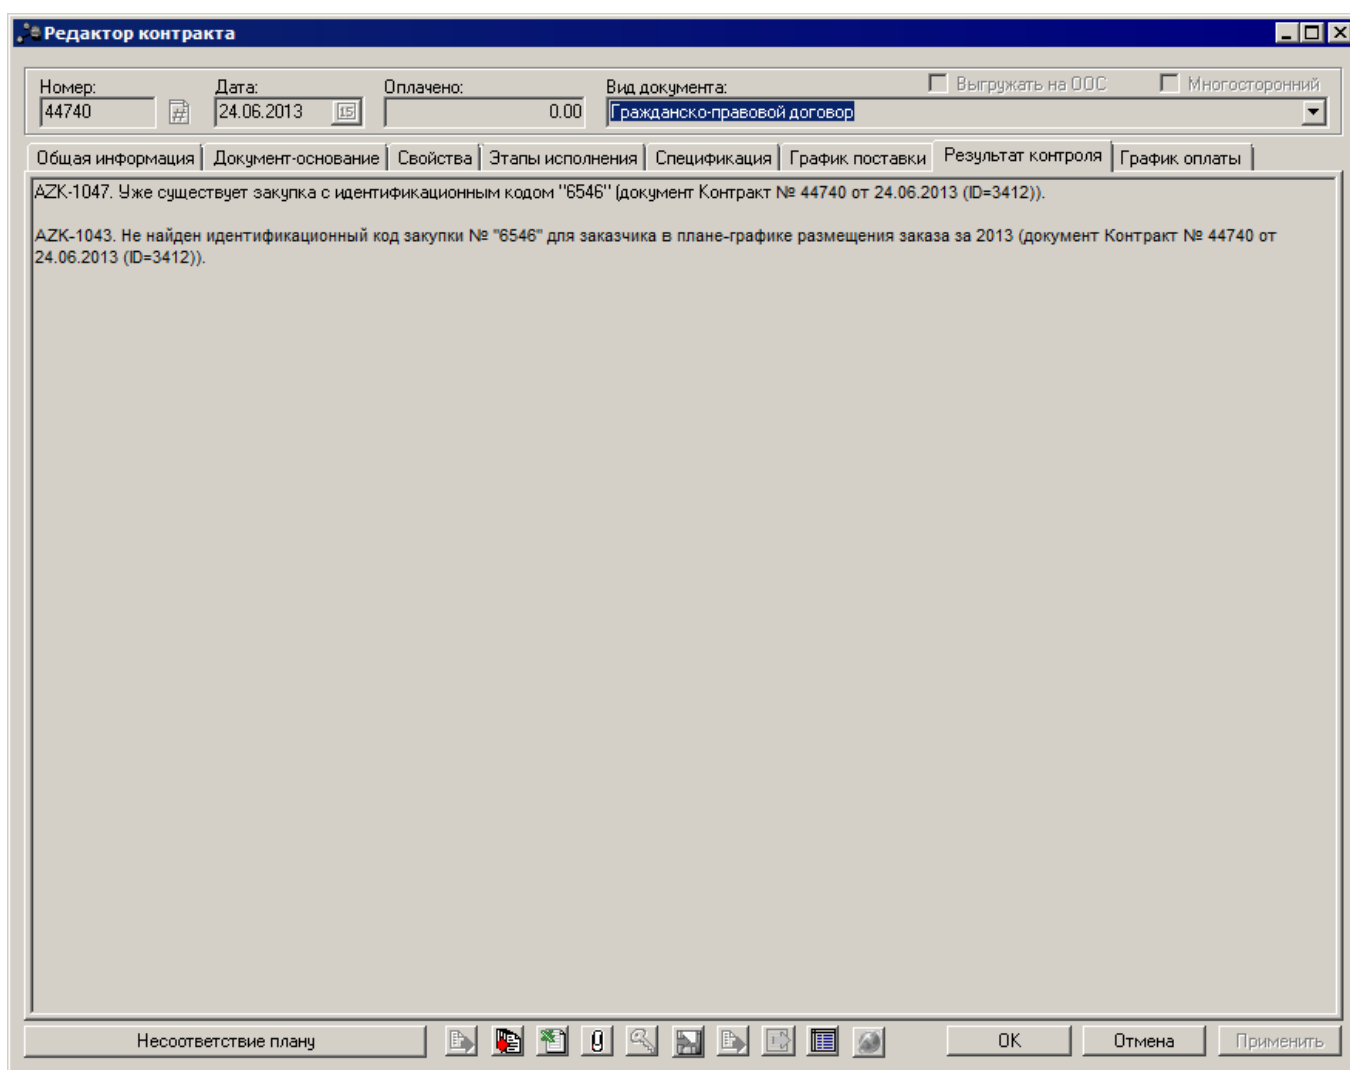 Редактор контракта
Номер: Дата: Оплачено: Вид документа: Выгружать на ООС Многосторонний
44740 # 24.06.2013 15 0.00 Гражданско-правовой договор
Общая информация Документ-основание Свойства Этапы исполнения Спецификация График поставки Результат контроля График оплаты
AZK-1047. Уже существует закупка с идентификационным кодом "6546" (документ Контракт № 44740 от 24.06.2013 (ID=3412)).
AZK-1043. Не найден идентификационный код закупки № "6546" для заказчика в плане-графике размещения заказа за 2013 (документ Контракт № 44740 от
24.06.2013 (ID=3412)).
Несоответствие плану OK Отмена Применить